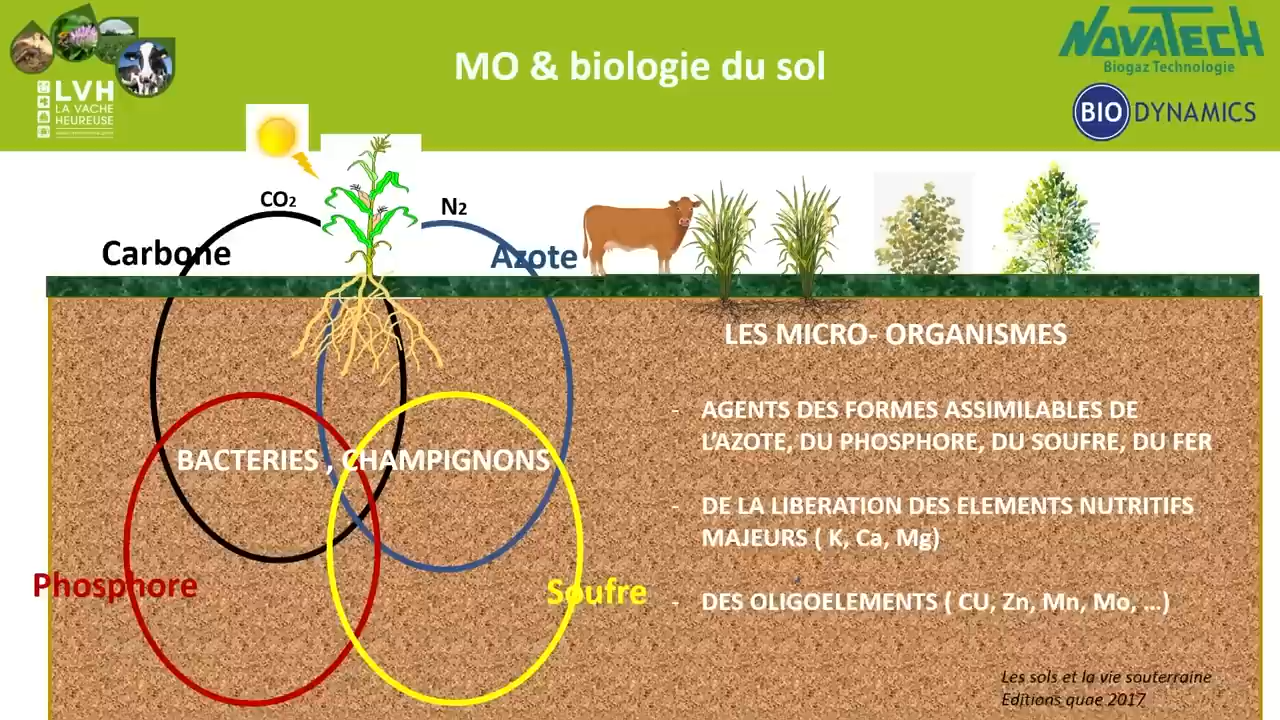 MO & biologie du sol
LVH
LA VACHE
HEUREUSE
NOVATECH
Biogaz Technologie
BIO DYNAMICS
CO2
N2
Carbone
Azote
LES MICRO- ORGANISMES
- AGENTS DES FORMES ASSIMILABLES DE
L'AZOTE, DU PHOSPHORE, DU SOUFRE, DU FER
BACTERIES , CHAMPIGNONS
- DE LA LIBERATION DES ELEMENTS NUTRITIFS
MAJEURS ( K, Ca, Mg)
Phosphore
Soufre
- DES OLIGOELEMENTS ( CU, Zn, Mn, Mo, ...)
Les sols et la vie souterraine
Editions quae 2017